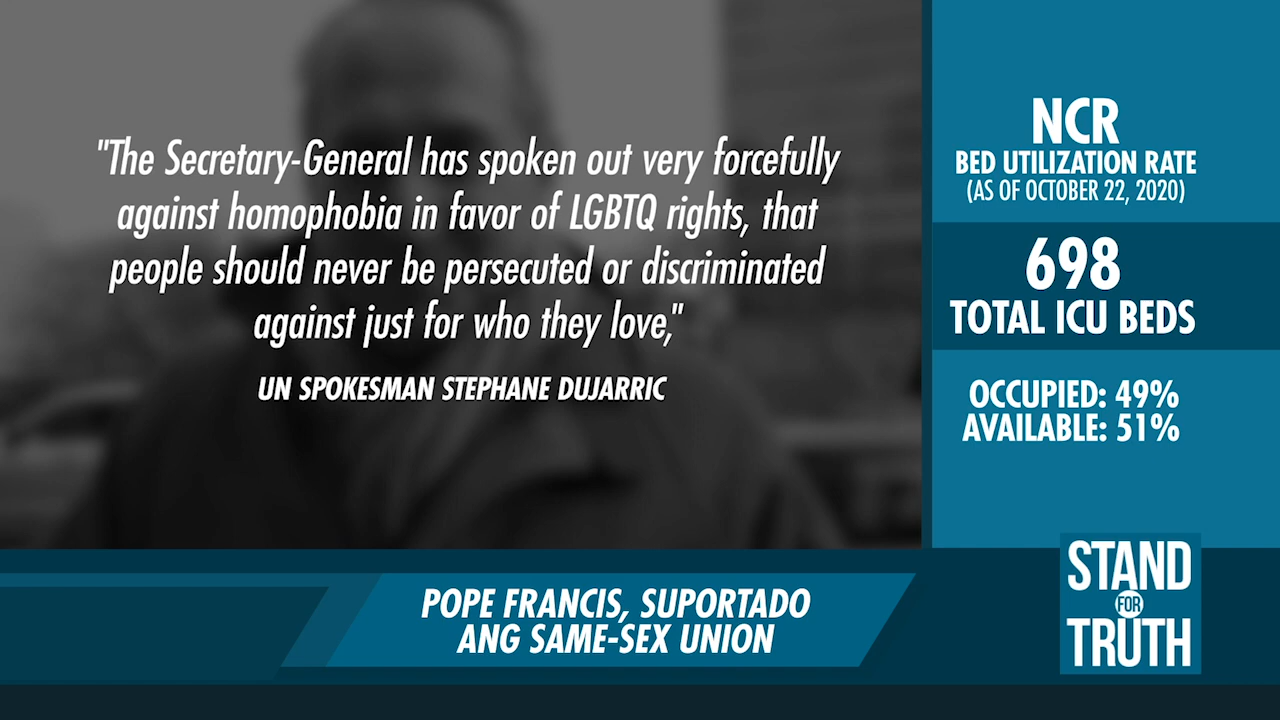 "The Secretary-General has spoken out very forcefully
against homophobia in favor of LGBTQ rights, that
people should never be persecuted or discriminated
against just for who they love,"
UN SPOKESMAN STEPHANE DUJARRIC
NCR
BED UTILIZATION RATE
(AS OF OCTOBER 22, 2020)
698
TOTAL ICU BEDS
OCCUPIED: 49%
AVAILABLE: 51%
POPE FRANCIS, SUPORTADO
ANG SAME-SEX UNION
STAND
FOR
TRUTH